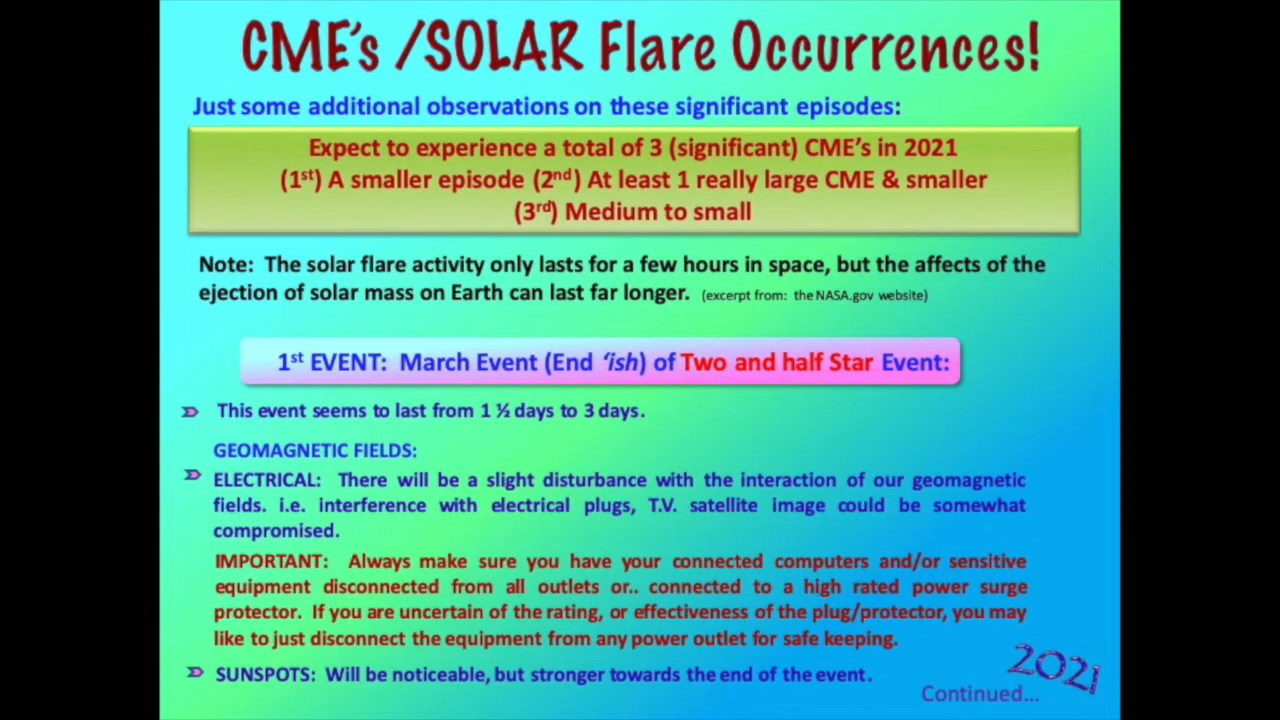 CME's /SOLAR Flare Occurrences!
Just some additional observations on these significant episodes:
Expect to experience a total of 3 (significant) CME's in 2021
(1st) A smaller episode (2nd) At least 1 really large CME & smaller
(3rd) Medium to small
Note: The solar flare activity only lasts for a few hours in space, but the affects of the
ejection of solar mass on Earth can last far longer. (excerpt from: the NASA.gov website)
1st EVENT: March Event (End 'ish) of Two and half Star Event:
This event seems to last from 1 ½ days to 3 days.
GEOMAGNETIC FIELDS:
ELECTRICAL: There will be a slight disturbance with the interaction of our geomagnetic
fields. i.e. interference with electrical plugs, T.V. satellite image could be somewhat
compromised.
IMPORTANT: Always make sure you have your connected computers and/or sensitive
equipment disconnected from all outlets or.. connected to a high rated power surge
protector. If you are uncertain of the rating, or effectiveness of the plug/protector, you may
like to just disconnect the equipment from any power outlet for safe keeping.
SUNSPOTS: Will be noticeable, but stronger towards the end of the event.
2021
Continued...